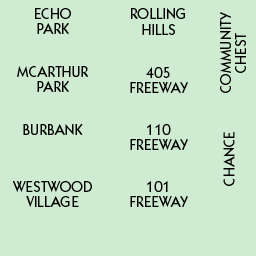 ECHO
PARK
ROLLING
HILLS
COMMUNITY
CHEST
MCARTHUR
PARK
405
FREEWAY
BURBANK
110
FREEWAY
CHANCE
WESTWOOD
VILLAGE
101
FREEWAY